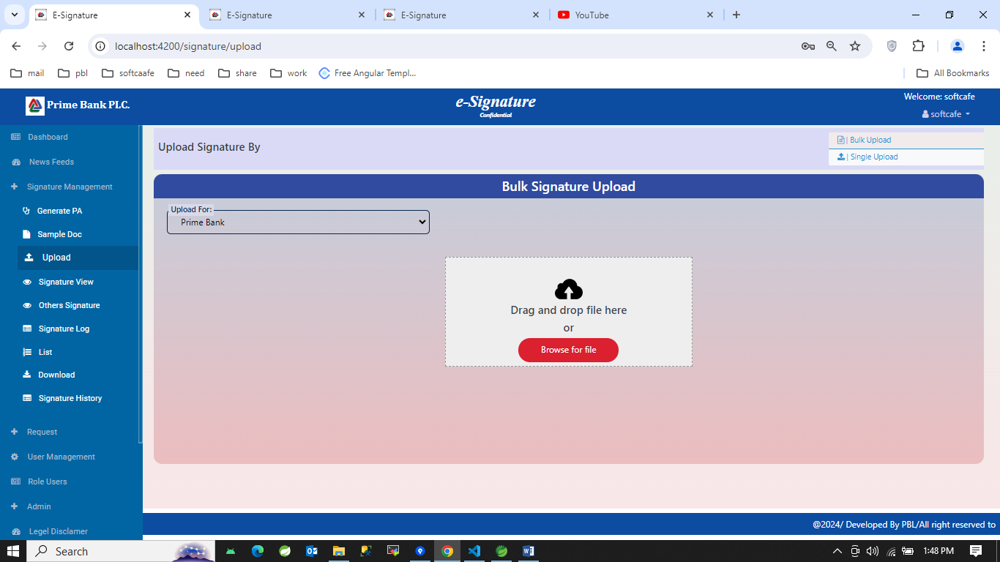 E-Signature
E-Signature
E-Signature
YouTube
localhost:4200/signature/upload
mail
pbl
softcaafe
need
share
work
Free Angular Templ...
All Bookmarks
Prime Bank PLC.
e-Signature
Confidential
Welcome: softcafe
softcafe
Dashboard
News Feeds
Signature Management
Generate PA
Sample Doc
Upload
Signature View
Others Signature
Signature Log
List
Download
Signature History
Request
User Management
Role Users
Admin
Legel Disclamer
Upload Signature By
| Bulk Upload
| Single Upload
Bulk Signature Upload
Upload For:
Prime Bank
Drag and drop file here
or
Browse for file
@2024/ Developed By PBL/All right reserved to
Search
1:48 PM